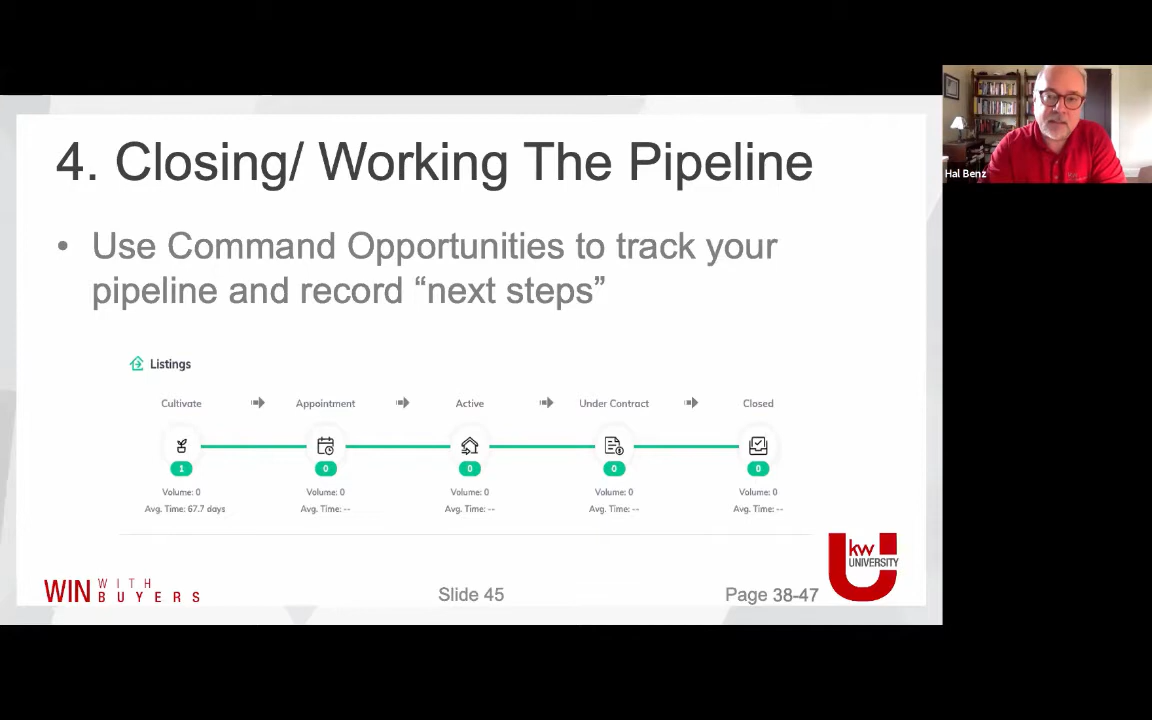 4. Closing/ Working The Pipeline
• Use Command Opportunities to track your
pipeline and record “next steps”
Listings
Cultivate
Appointment
Active
Under Contract
Closed
1
0
0
0
0
Volume: 0
Volume: 0
Volume: 0
Volume: 0
Volume: 0
Avg. Time: 67.7 days
Avg. Time: --
Avg. Time: --
Avg. Time: --
Avg. Time: --
WIN WITH
BUYERS
Slide 45
Page 38-47
kw
UNIVERSITY
Hal Benz